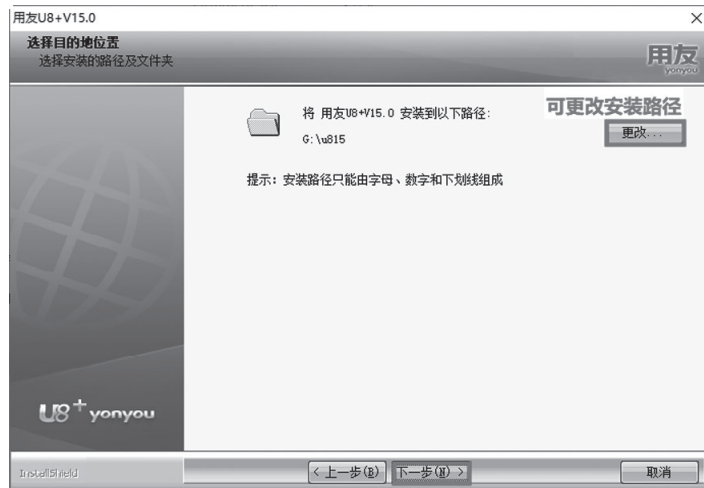 用友U8+V15.0
选择目的地位置
选择安装的路径及文件夹
用友
yonyou
将 用友U8+V15.0 安装到以下路径:
G:\u815
可更改安装路径
更改...
提示: 安装路径只能由字母、数字和下划线组成
U8+ yonyou
InstallShield
< 上一步(B)
下一步(N) >
取消